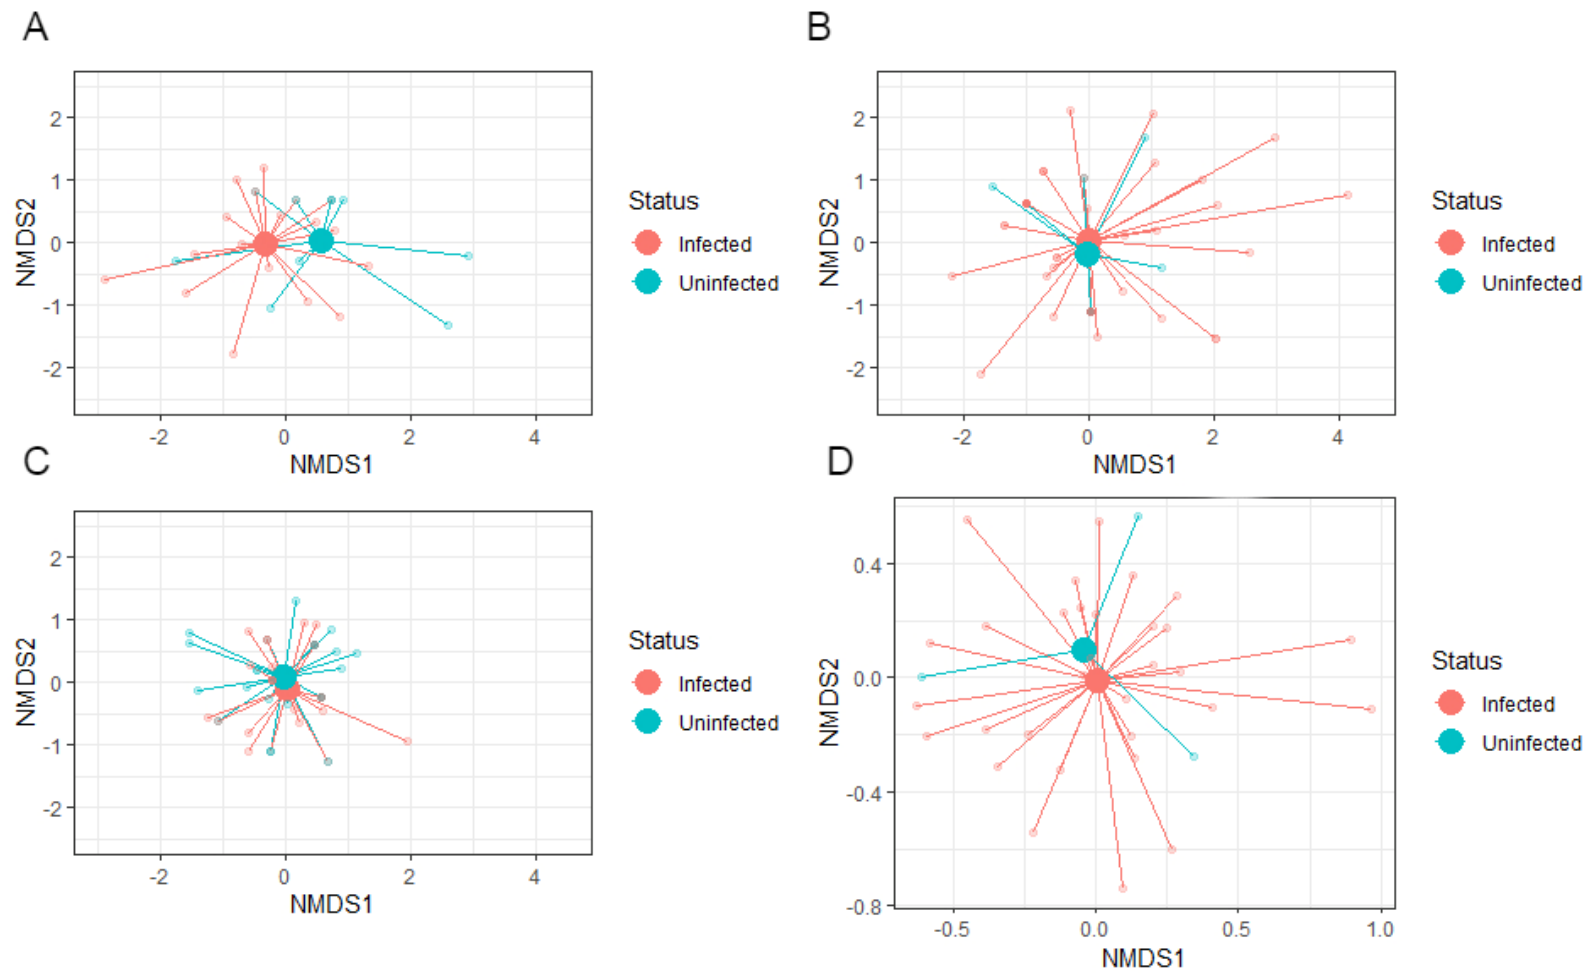 A
NMDS2
2
1
0
-1
-2
-2
0
2
4
NMDS1
Status
Infected
Uninfected
B
NMDS2
2
1
0
-1
-2
-2
0
2
4
NMDS1
Status
Infected
Uninfected
C
NMDS2
2
1
0
-1
-2
-2
0
2
4
NMDS1
Status
Infected
Uninfected
D
NMDS2
0.4
0.0
-0.4
-0.8
-0.5
0.0
0.5
1.0
NMDS1
Status
Infected
Uninfected